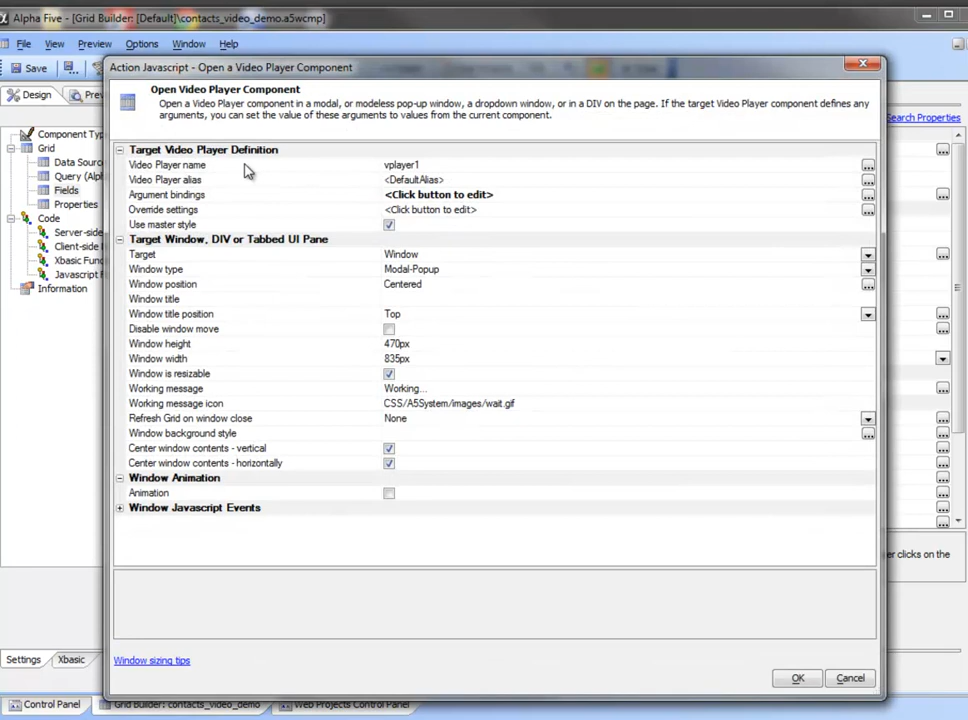 Alpha Five - [Grid Builder: [Default]\contacts_video_demo.a5wcmp]
File View Preview Options Window Help
Save
Action Javascript - Open a Video Player Component
Design
Open Video Player Component
Open a Video Player component in a modal, or modeless pop-up window, a dropdown window, or in a DIV on the page. If the target Video Player component defines any
arguments, you can set the value of these arguments to values from the current component.
Search Properties
Component Typ
Grid
Data Sourc
Query (Alp
Fields
Properties
Code
Server-side
Client-side E
Xbasic Func
Javascript F
Information
Target Video Player Definition
Video Player name vplayer1
Video Player alias <DefaultAlias>
Argument bindings <Click button to edit>
Override settings <Click button to edit>
Use master style
Target Window, DIV or Tabbed UI Pane
Target Window
Window type Modal-Popup
Window position Centered
Window title
Window title position Top
Disable window move
Window height 470px
Window width 835px
Window is resizable
Working message Working...
Working message icon CSS/A5System/images/wait.gif
Refresh Grid on window close None
Window background style
Center window contents - vertical
Center window contents - horizontally
Window Animation
Animation
Window Javascript Events
er clicks on the
Window sizing tips
Settings Xbasic
OK Cancel
Control Panel Grid Builder: contacts_video_demo Web Projects Control Panel